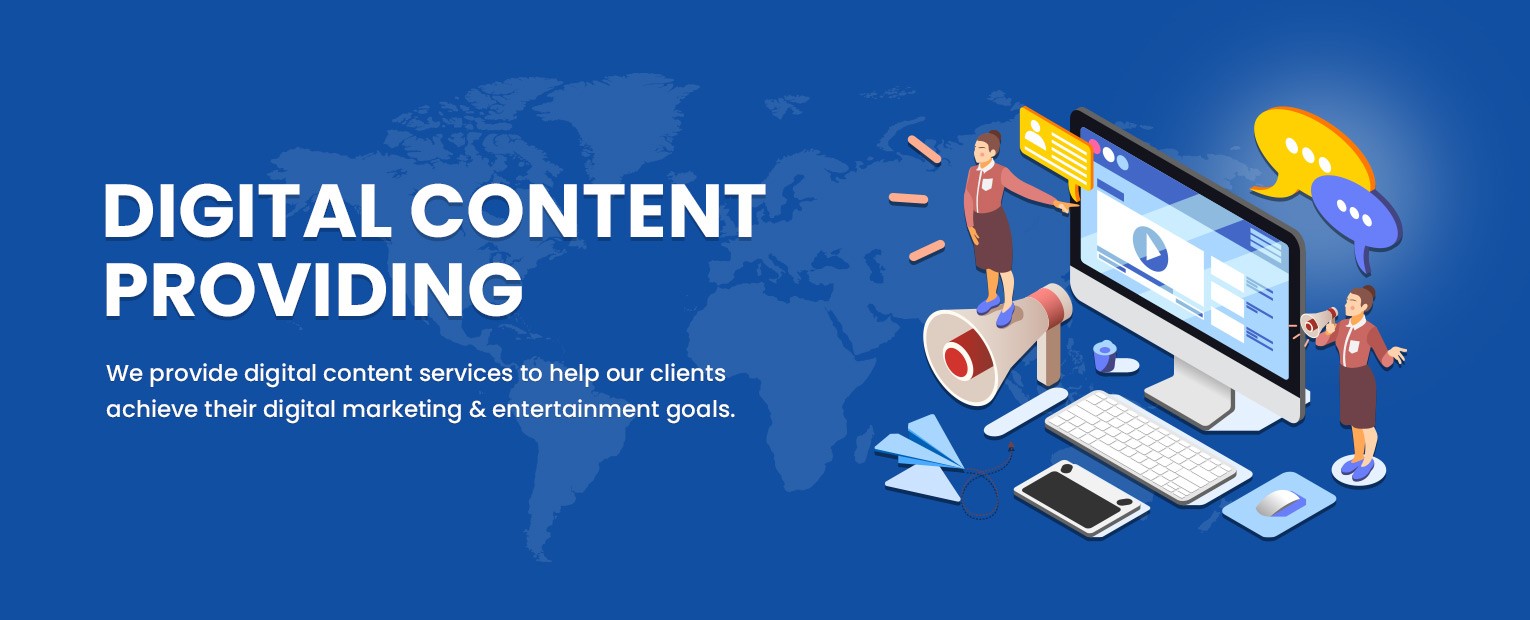 DIGITAL CONTENT
PROVIDING
We provide digital content services to help our clients
achieve their digital marketing & entertainment goals.